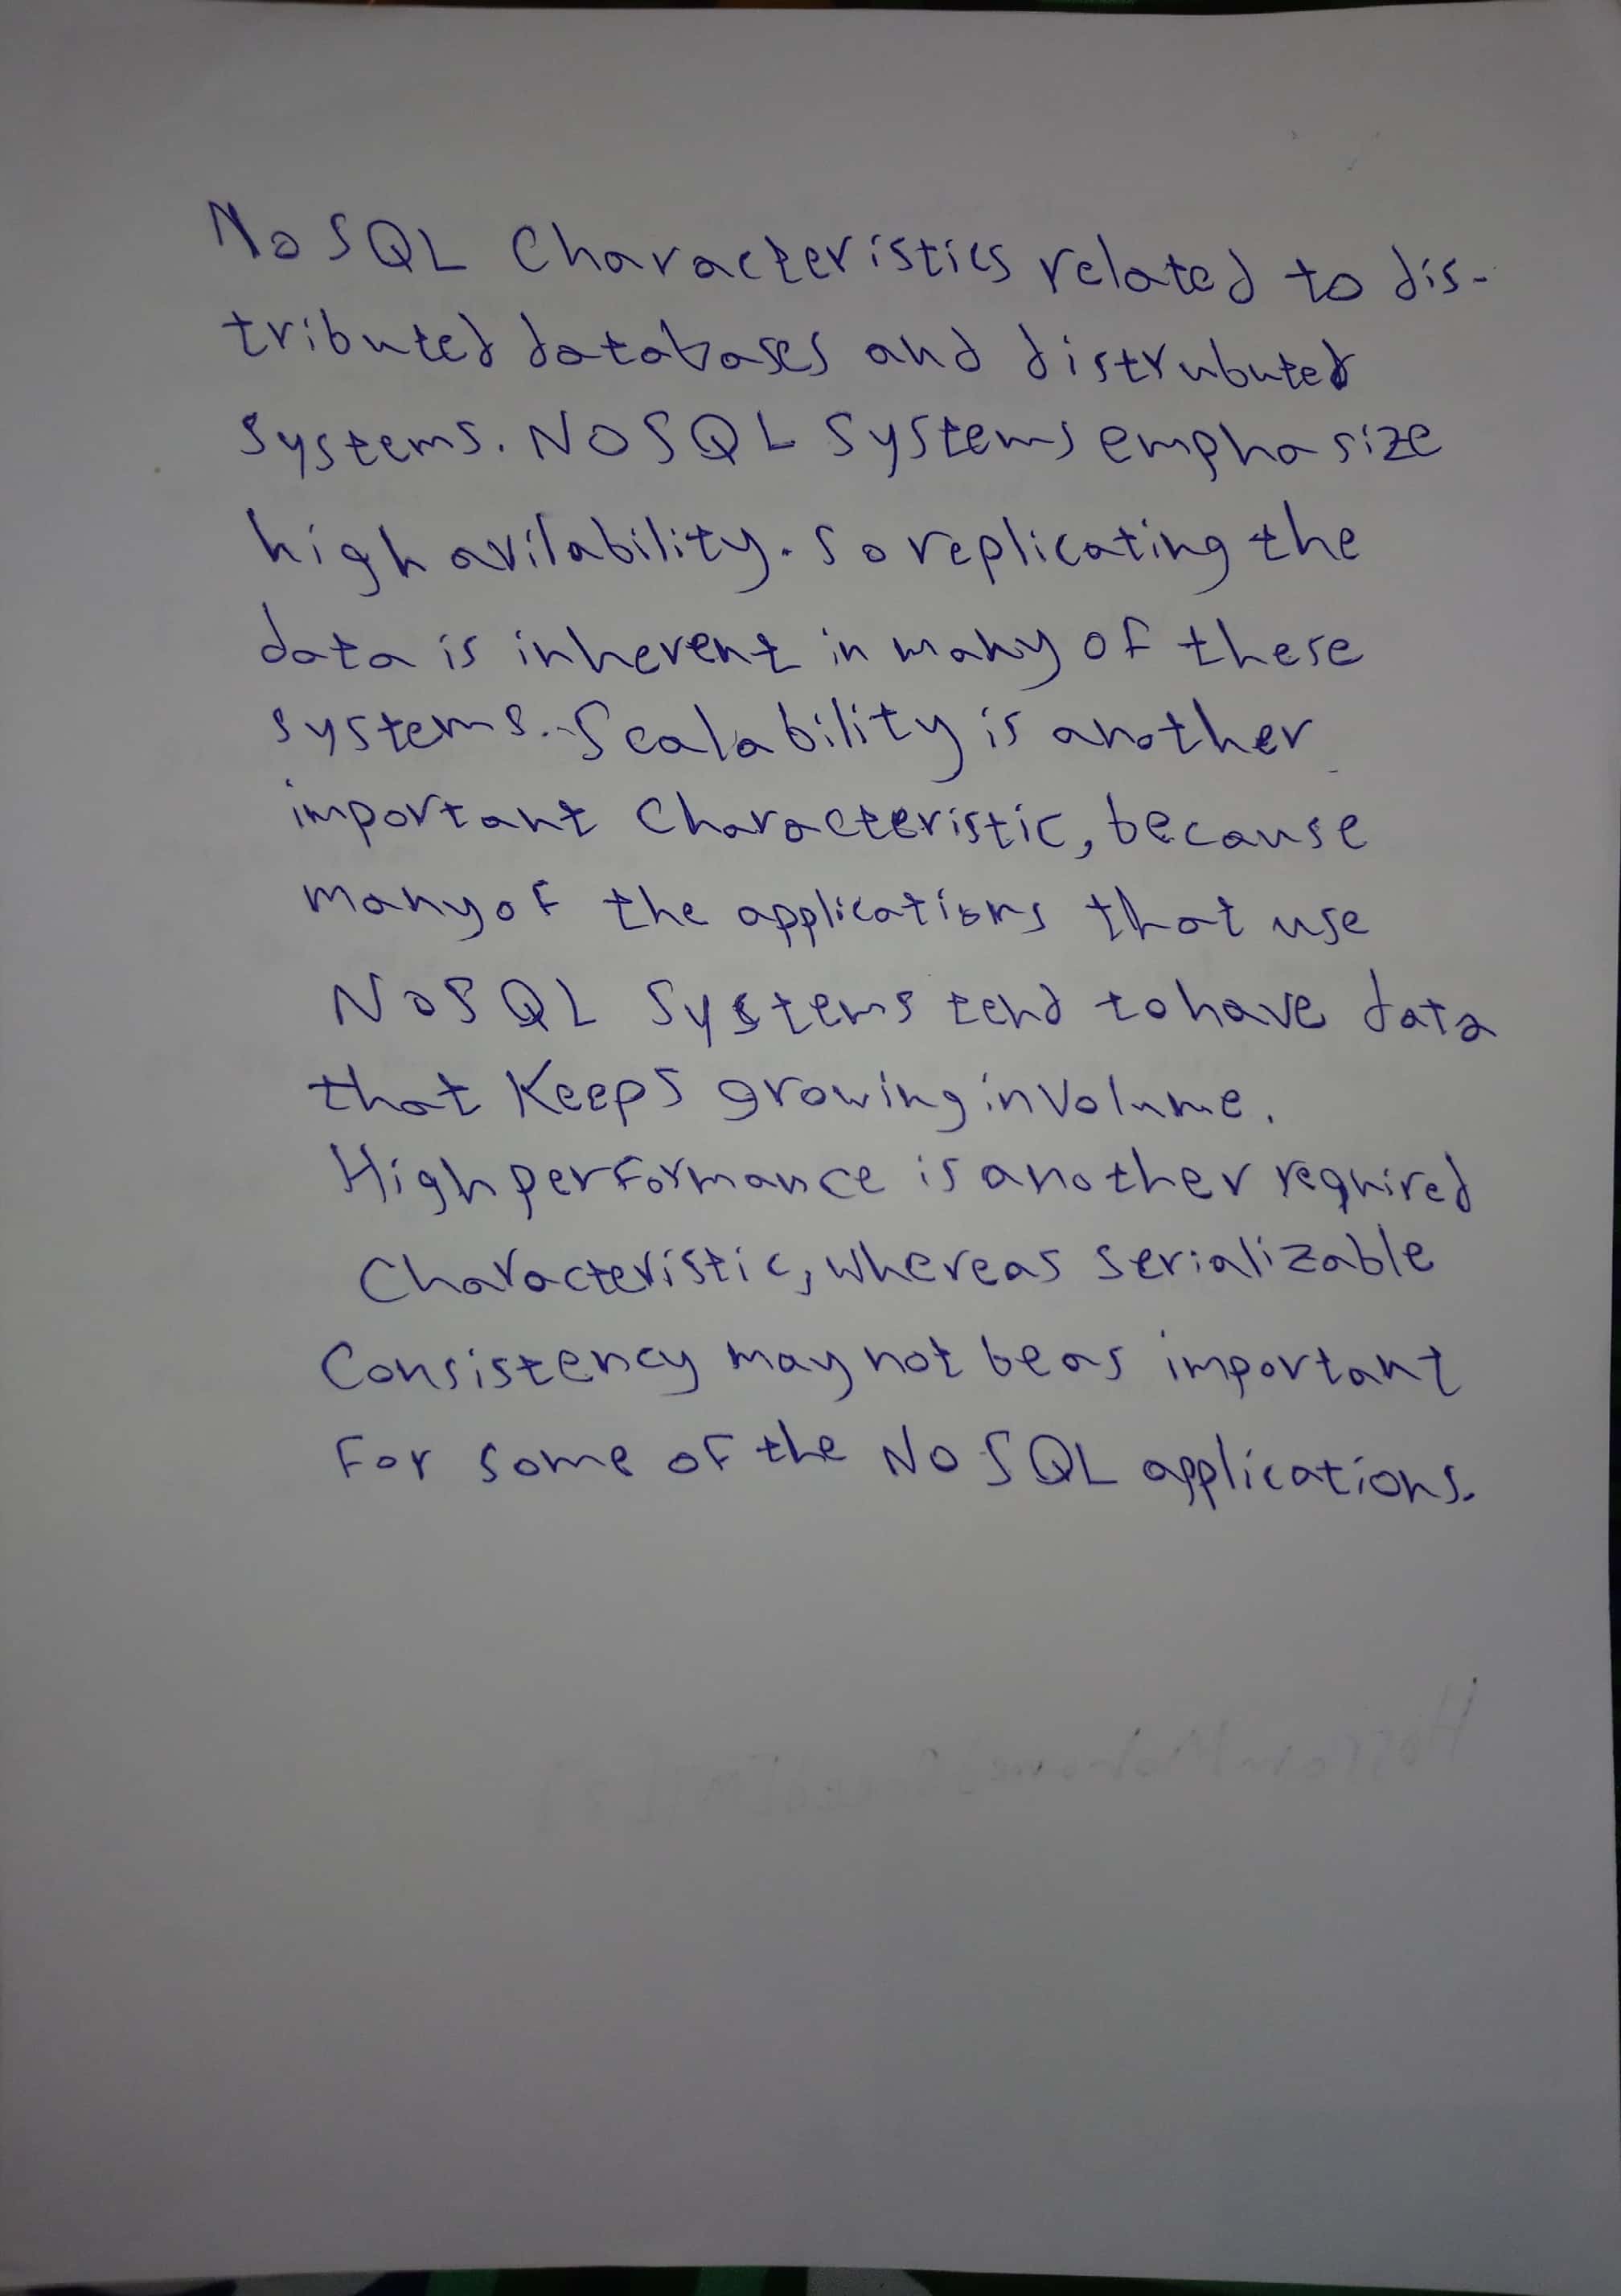 NoSQL Characteristics related to dis-
tributed databases and distrubuted
systems. NOSQL Systems emphasize
high avilability. So replicating the
data is inherent in many of these
systems. Scalability is another
important Characteristic, because
many of the applications that use
NoSQL Systems tend to have data
that Keeps growing in Volume.
High performance is another required
Characteristic, whereas serializable
Consistency may not be as important
For some of the NoSQL applications.